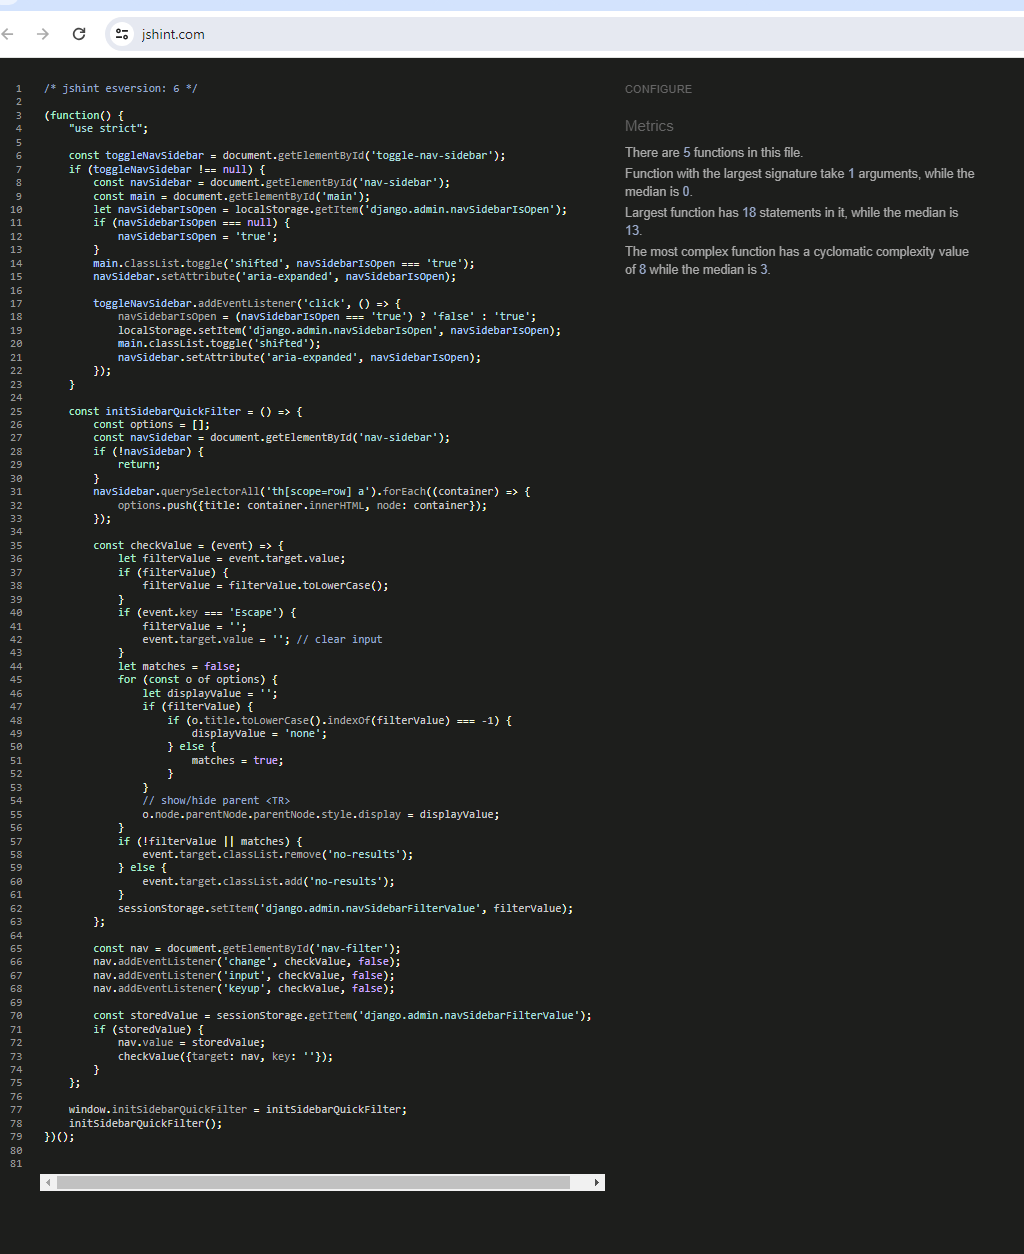 jshint.com
1 /* jshint esversion: 6 */
2
3 (function() {
4     "use strict";
5
6     const toggleNavSidebar = document.getElementById('toggle-nav-sidebar');
7     if (toggleNavSidebar !== null) {
8         const navSidebar = document.getElementById('nav-sidebar');
9         const main = document.getElementById('main');
10         let navSidebarIsOpen = localStorage.getItem('django.admin.navSidebarIsOpen');
11         if (navSidebarIsOpen === null) {
12             navSidebarIsOpen = 'true';
13         }
14         main.classList.toggle('shifted', navSidebarIsOpen === 'true');
15         navSidebar.setAttribute('aria-expanded', navSidebarIsOpen);
16
17         toggleNavSidebar.addEventListener('click', () => {
18             navSidebarIsOpen = (navSidebarIsOpen === 'true') ? 'false' : 'true';
19             localStorage.setItem('django.admin.navSidebarIsOpen', navSidebarIsOpen);
20             main.classList.toggle('shifted');
21             navSidebar.setAttribute('aria-expanded', navSidebarIsOpen);
22         });
23     }
24
25     const initSidebarQuickFilter = () => {
26         const options = [];
27         const navSidebar = document.getElementById('nav-sidebar');
28         if (!navSidebar) {
29             return;
30         }
31         navSidebar.querySelectorAll('th[scope=row] a').forEach((container) => {
32             options.push({title: container.innerHTML, node: container});
33         });
34
35         const checkValue = (event) => {
36             let filterValue = event.target.value;
37             if (filterValue) {
38                 filterValue = filterValue.toLowerCase();
39             }
40             if (event.key === 'Escape') {
41                 filterValue = '';
42                 event.target.value = ''; // clear input
43             }
44             let matches = false;
45             for (const o of options) {
46                 let displayValue = '';
47                 if (filterValue) {
48                     if (o.title.toLowerCase().indexOf(filterValue) === -1) {
49                         displayValue = 'none';
50                     } else {
51                         matches = true;
52                     }
53                 }
54                 // show/hide parent <TR>
55                 o.node.parentNode.parentNode.style.display = displayValue;
56             }
57             if (!filterValue || matches) {
58                 event.target.classList.remove('no-results');
59             } else {
60                 event.target.classList.add('no-results');
61             }
62             sessionStorage.setItem('django.admin.navSidebarFilterValue', filterValue);
63         };
64
65         const nav = document.getElementById('nav-filter');
66         nav.addEventListener('change', checkValue, false);
67         nav.addEventListener('input', checkValue, false);
68         nav.addEventListener('keyup', checkValue, false);
69
70         const storedValue = sessionStorage.getItem('django.admin.navSidebarFilterValue');
71         if (storedValue) {
72             nav.value = storedValue;
73             checkValue({target: nav, key: ''});
74         }
75     };
76
77     window.initSidebarQuickFilter = initSidebarQuickFilter;
78     initSidebarQuickFilter();
79 })();
80
81
CONFIGURE
Metrics
There are 5 functions in this file.
Function with the largest signature take 1 arguments, while the
median is 0.
Largest function has 18 statements in it, while the median is
13.
The most complex function has a cyclomatic complexity value
of 8 while the median is 3.